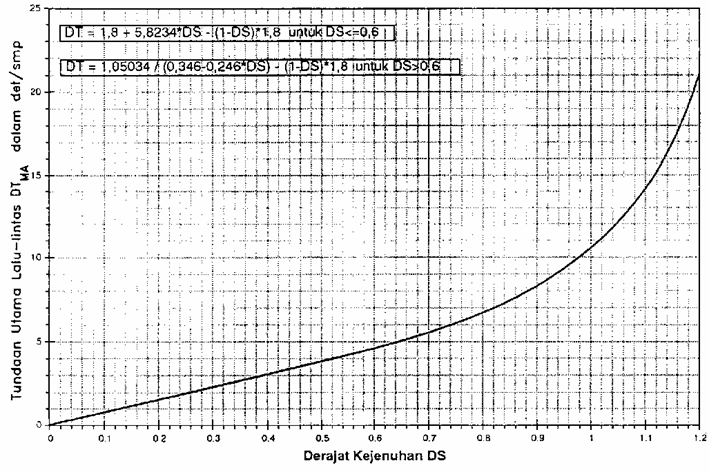 25
DT = 1,8 + 5,8234*DS - (1-DS)*1,8 untuk DS<=0,6
DT = 1,05034 / (0,346-0,246*DS) - (1-DS)*1,8 untuk DS>0,6
20
15
10
5
0
Tundaan Utama Lalu-lintas DT_MA dalam det/smp
0 0.1 0.2 0.3 0.4 0.5 0.6 0.7 0.8 0.9 1 1.1 1.2
Derajat Kejenuhan DS